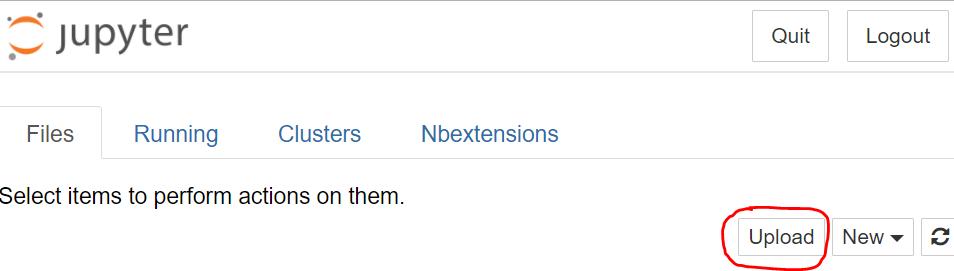 jupyter
Quit
Logout
Files
Running
Clusters
Nbextensions
Select items to perform actions on them.
Upload
New